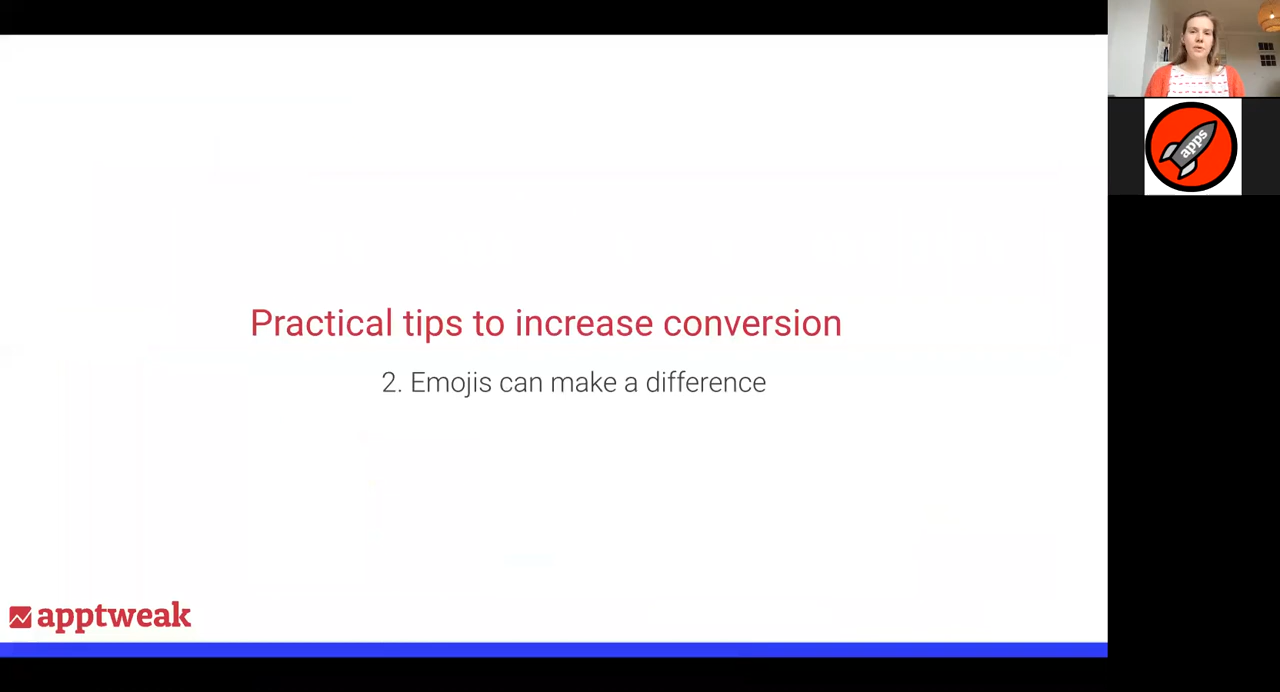 Practical tips to increase conversion
2. Emojis can make a difference
apptweak
apps